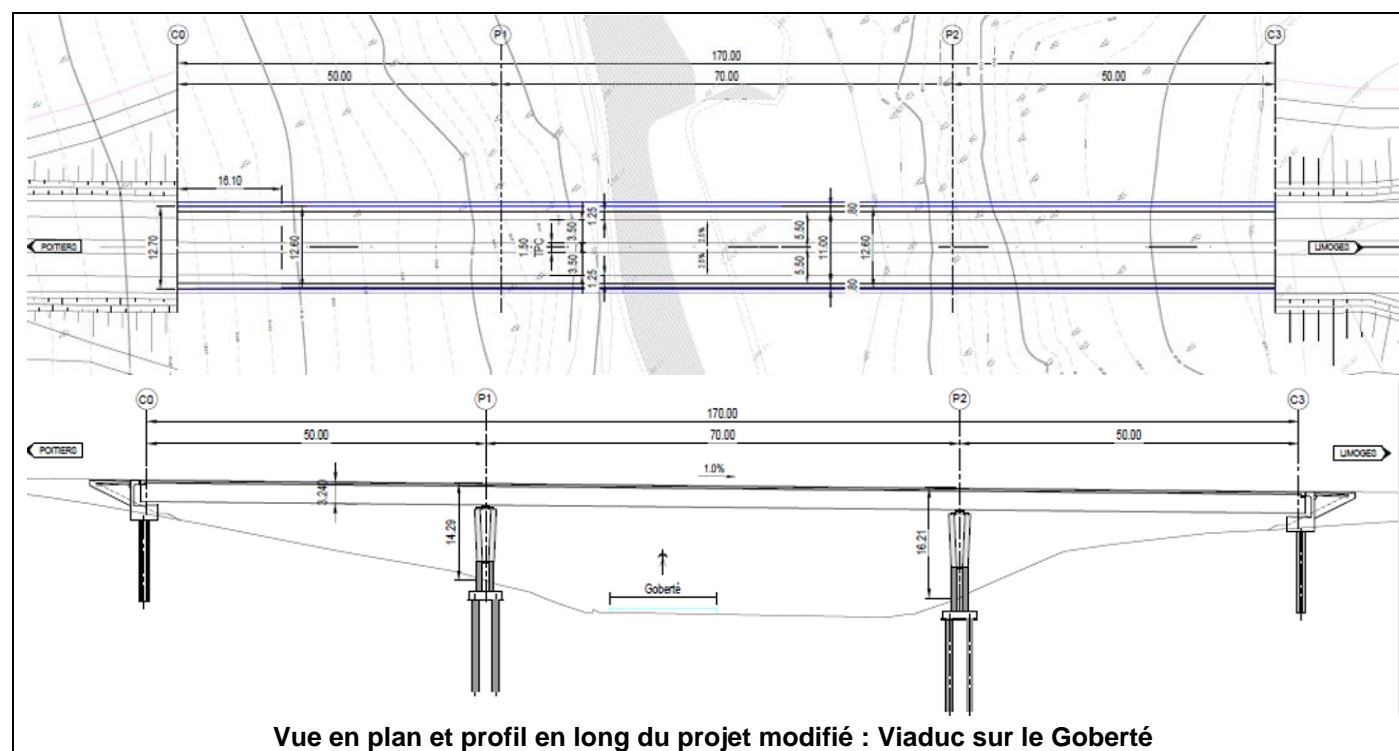 C0 P1 P2 C3
170.00
50.00 70.00 50.00
16.10
12.70
12.60
1.50
TPC
3.50
3.50
1.25
1.25
2.5%
2.5%
5.50
5.50
11.00
.80
.80
12.60
POITIERS
LIMOGES
C0 P1 P2 C3
170.00
50.00 70.00 50.00
POITIERS
LIMOGES
1.0%
3.240
14.29
16.21
Goberté
Vue en plan et profil en long du projet modifié : Viaduc sur le Goberté